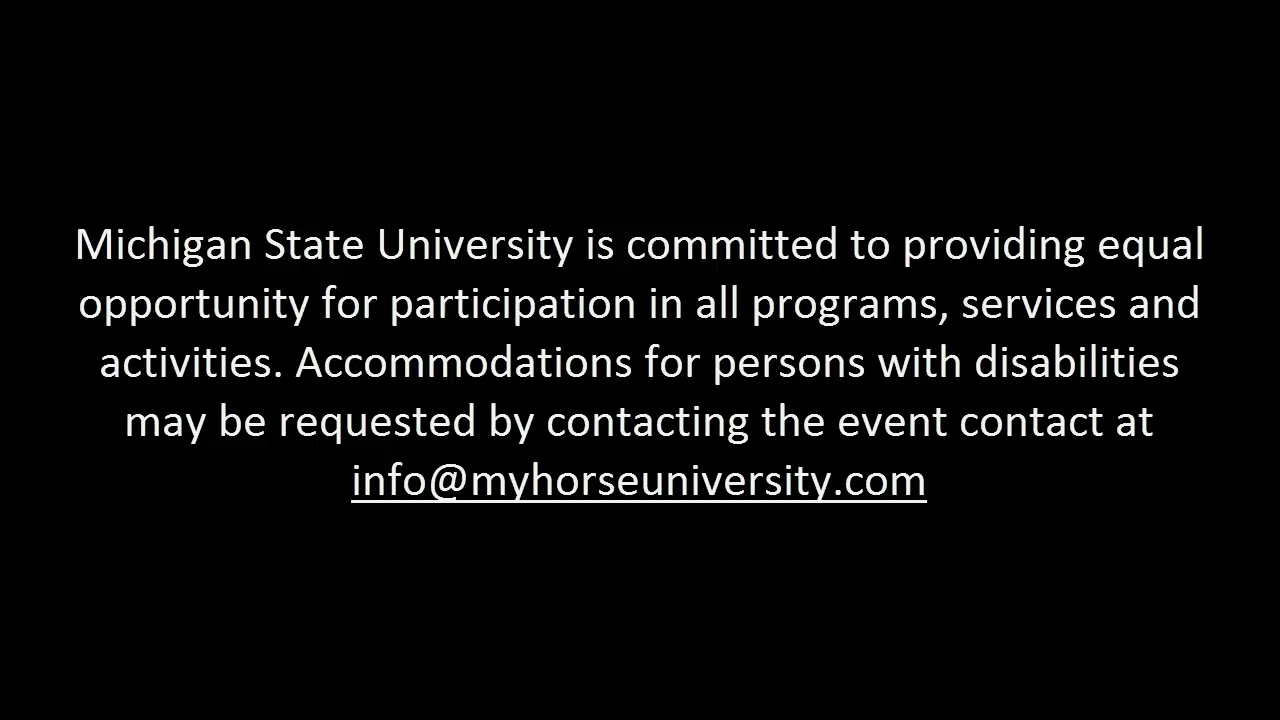 Michigan State University is committed to providing equal
opportunity for participation in all programs, services and
activities. Accommodations for persons with disabilities
may be requested by contacting the event contact at
info@myhorseuniversity.com